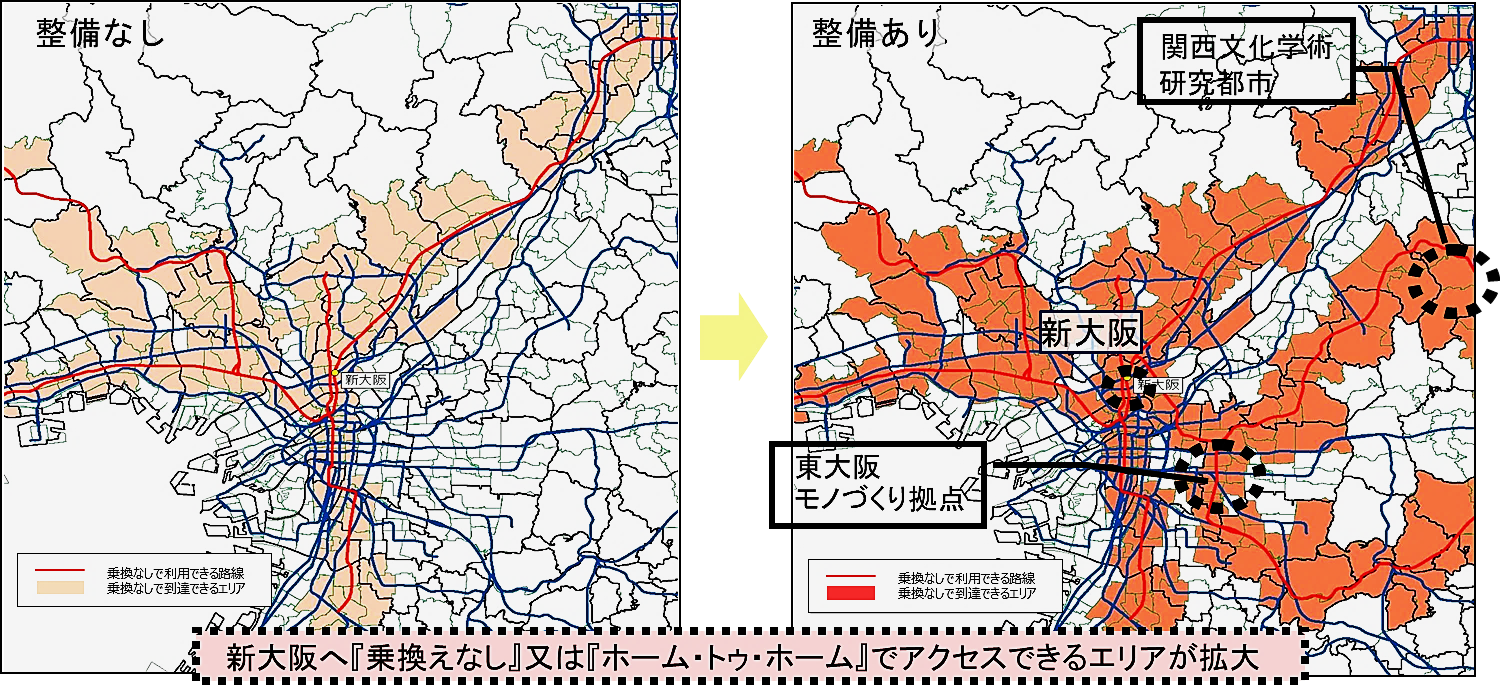 整備なし
新大阪
乗換なしで利用できる路線
乗換なしで到達できるエリア
整備あり
関西文化学術
研究都市
新大阪
新大阪
東大阪
モノづくり拠点
乗換なしで利用できる路線
乗換なしで到達できるエリア
新大阪へ『乗換えなし』又は『ホーム・トゥ・ホーム』でアクセスできるエリアが拡大